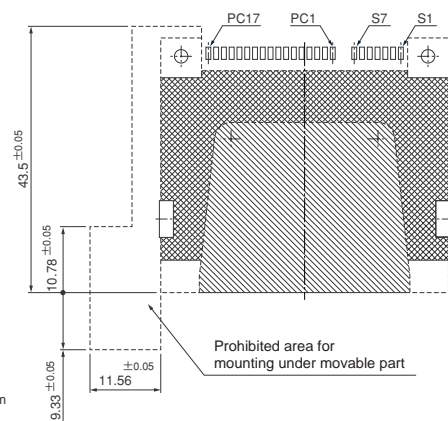 PC17 PC1 S7 S1
43.5±0.05
10.78 ±0.05
9.33 ±0.05
±0.05
11.56
Prohibited area for
mounting under movable part
m